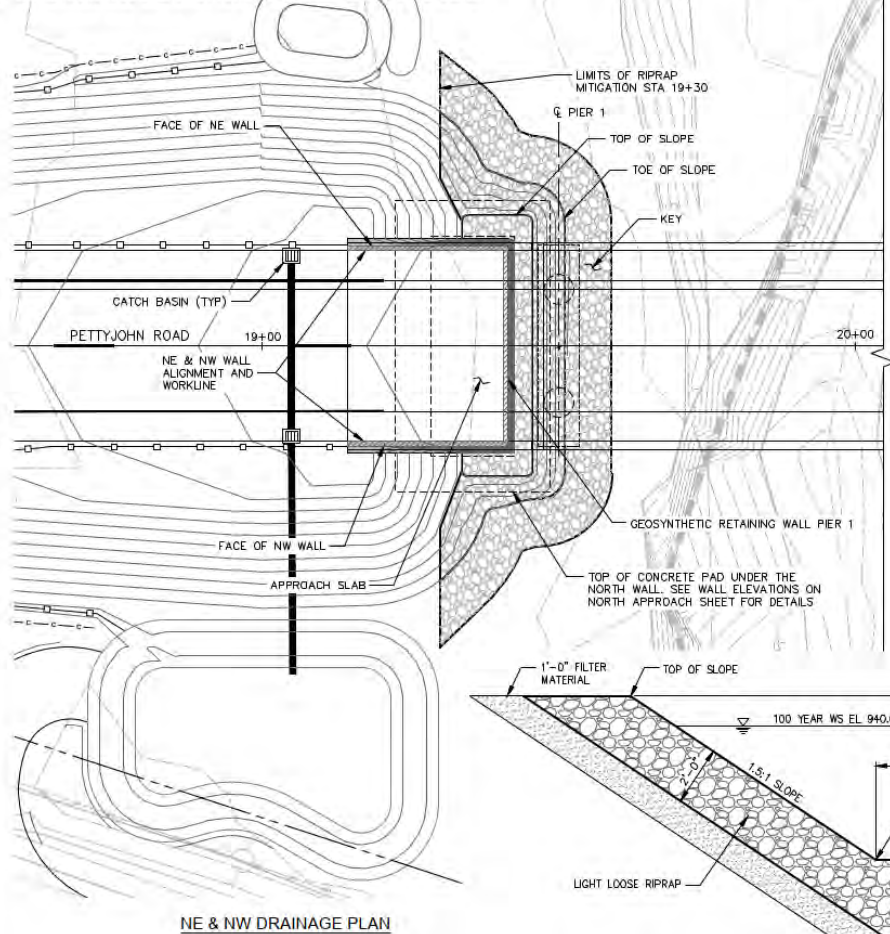 LIMITS OF RIPRAP
MITIGATION STA 19+30
℄ PIER 1
FACE OF NE WALL
TOP OF SLOPE
TOE OF SLOPE
KEY
CATCH BASIN (TYP)
PETTYJOHN ROAD
19+00
20+00
NE & NW WALL
ALIGNMENT AND
WORKLINE
GEOSYNTHETIC RETAINING WALL PIER 1
FACE OF NW WALL
APPROACH SLAB
TOP OF CONCRETE PAD UNDER THE
NORTH WALL. SEE WALL ELEVATIONS ON
NORTH APPROACH SHEET FOR DETAILS
1'-0" FILTER
MATERIAL
TOP OF SLOPE
100 YEAR WS EL 940.
2'-0"
1.5:1 SLOPE
LIGHT LOOSE RIPRAP
NE & NW DRAINAGE PLAN